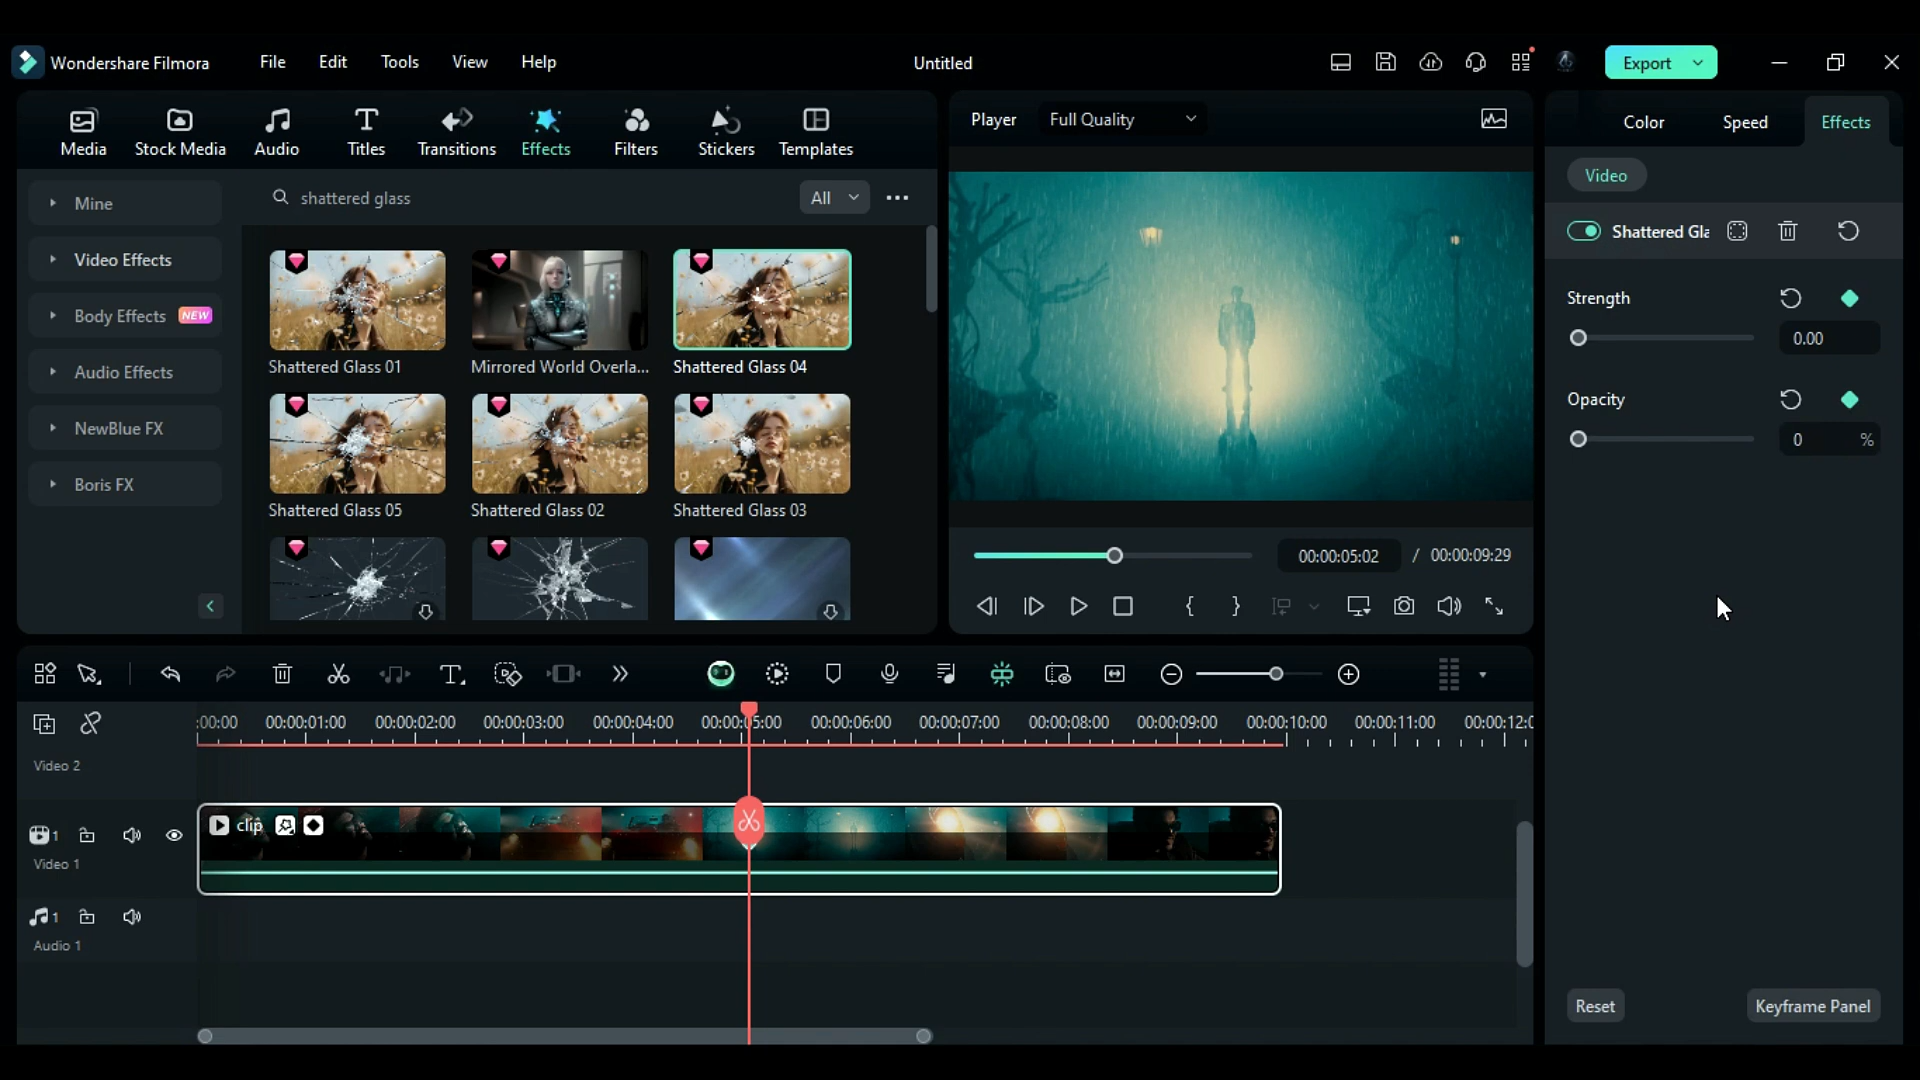 Wondershare Filmora
File
Edit
Tools
View
Help
Untitled
Export
Media
Stock Media
Audio
Titles
Transitions
Effects
Filters
Stickers
Templates
Mine
Video Effects
Body Effects NEW
Audio Effects
NewBlue FX
Boris FX
shattered glass
All
Shattered Glass 01
Mirrored World Overla...
Shattered Glass 04
Shattered Glass 05
Shattered Glass 02
Shattered Glass 03
Player
Full Quality
00:00:05:02 / 00:00:09:29
Color
Speed
Effects
Video
Shattered Gla
Strength
0.00
Opacity
0 %
Reset
Keyframe Panel
:00:00
00:00:01:00
00:00:02:00
00:00:03:00
00:00:04:00
00:00:05:00
00:00:06:00
00:00:07:00
00:00:08:00
00:00:09:00
00:00:10:00
00:00:11:00
00:00:12:0
Video 2
clip
1
Video 1
1
Audio 1